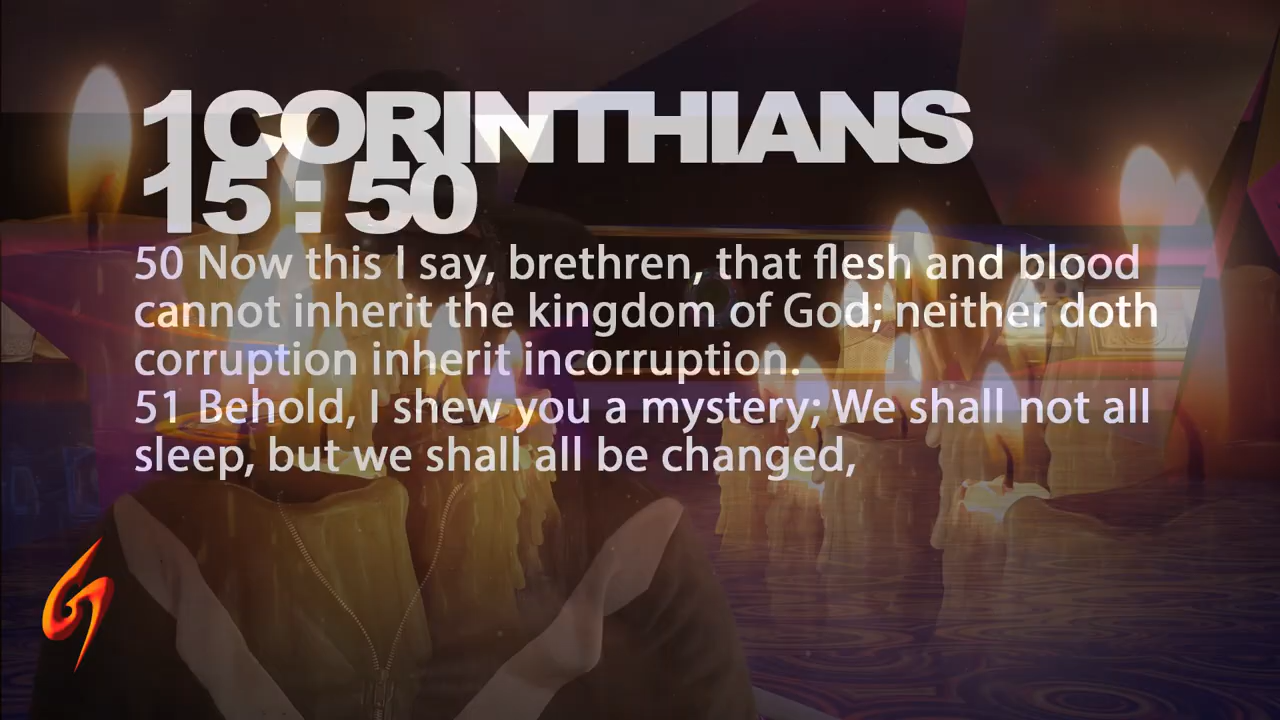 1CORINTHIANS
15 : 50
50 Now this I say, brethren, that flesh and blood
cannot inherit the kingdom of God; neither doth
corruption inherit incorruption.
51 Behold, I shew you a mystery; We shall not all
sleep, but we shall all be changed,